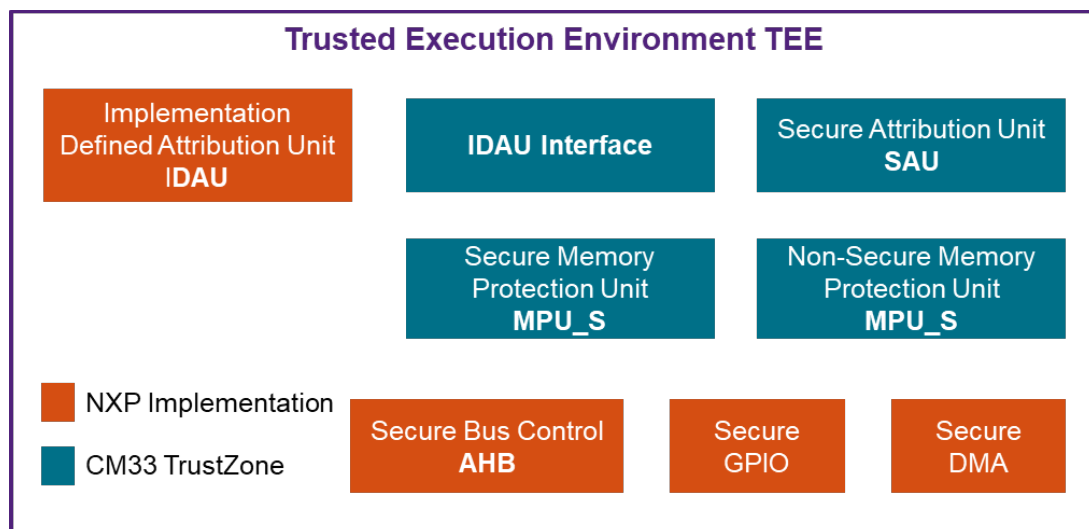 Trusted Execution Environment TEE
Implementation
Defined Attribution Unit
IDAU
IDAU Interface
Secure Attribution Unit
SAU
Secure Memory
Protection Unit
MPU_S
Non-Secure Memory
Protection Unit
MPU_S
NXP Implementation
CM33 TrustZone
Secure Bus Control
AHB
Secure
GPIO
Secure
DMA